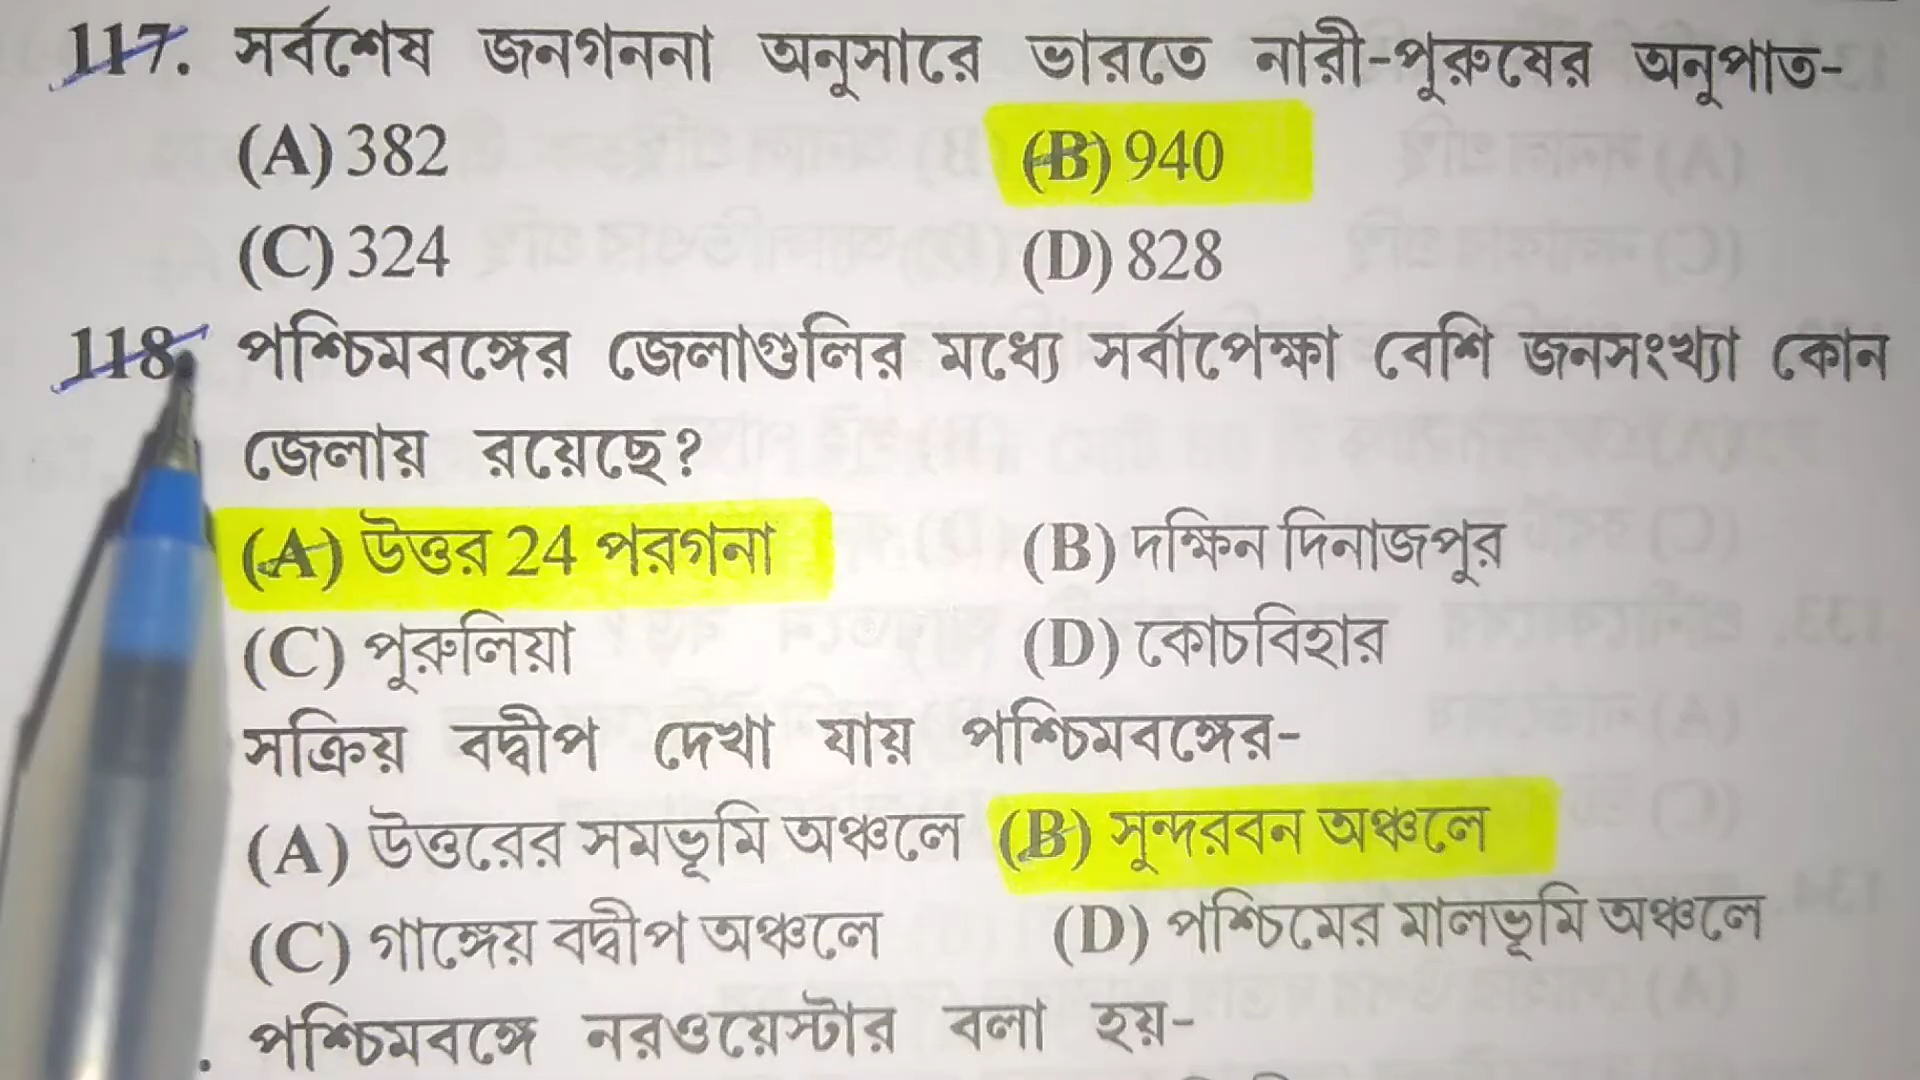 117. সর্বশেষ জনগননা অনুসারে ভারতে নারী-পুরুষের অনুপাত-
(A) 382 (B) 940
(C) 324 (D) 828
118. পশ্চিমবঙ্গের জেলাগুলির মধ্যে সর্বাপেক্ষা বেশি জনসংখ্যা কোন
জেলায় রয়েছে?
(A) উত্তর 24 পরগনা (B) দক্ষিন দিনাজপুর
(C) পুরুলিয়া (D) কোচবিহার
সক্রিয় বদ্বীপ দেখা যায় পশ্চিমবঙ্গের-
(A) উত্তরের সমভূমি অঞ্চলে (B) সুন্দরবন অঞ্চলে
(C) গাঙ্গেয় বদ্বীপ অঞ্চলে (D) পশ্চিমের মালভূমি অঞ্চলে
. পশ্চিমবঙ্গে নরওয়েস্টার বলা হয়-